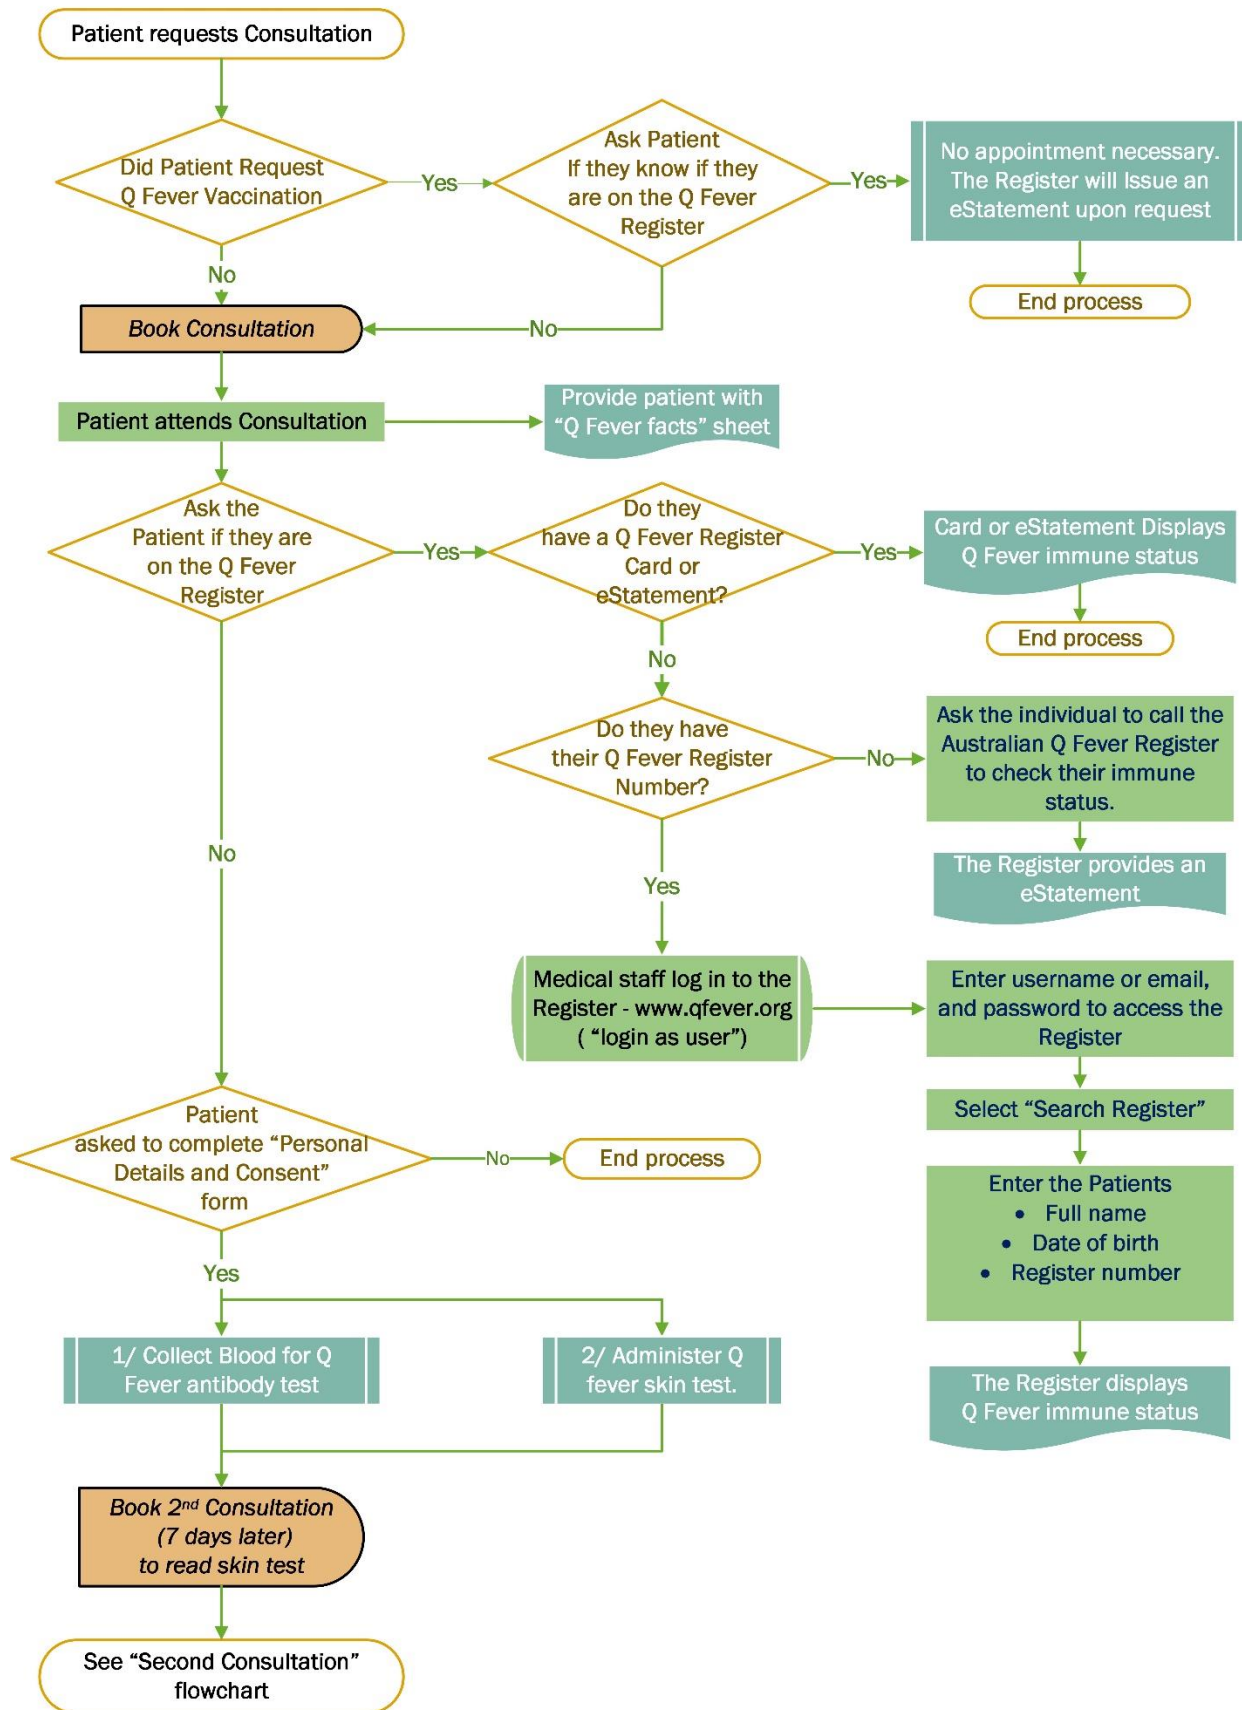 Patient requests Consultation
Did Patient Request
Q Fever Vaccination
Yes
Ask Patient
If they know if they
are on the Q Fever
Register
Yes
No appointment necessary.
The Register will Issue an
eStatement upon request
End process
No
No
Book Consultation
Patient attends Consultation
Provide patient with
“Q Fever facts” sheet
Ask the
Patient if they are
on the Q Fever
Register
Yes
Do they
have a Q Fever Register
Card or
eStatement?
Yes
Card or eStatement Displays
Q Fever immune status
End process
No
Do they have
their Q Fever Register
Number?
No
Ask the individual to call the
Australian Q Fever Register
to check their immune
status.
The Register provides an
eStatement
Yes
Medical staff log in to the
Register - www.qfever.org
( “login as user”)
Enter username or email,
and password to access the
Register
Select “Search Register”
Enter the Patients
• Full name
• Date of birth
• Register number
The Register displays
Q Fever immune status
No
Patient
asked to complete “Personal
Details and Consent”
form
No
End process
Yes
1/ Collect Blood for Q
Fever antibody test
2/ Administer Q
fever skin test.
Book 2nd Consultation
(7 days later)
to read skin test
See “Second Consultation”
flowchart